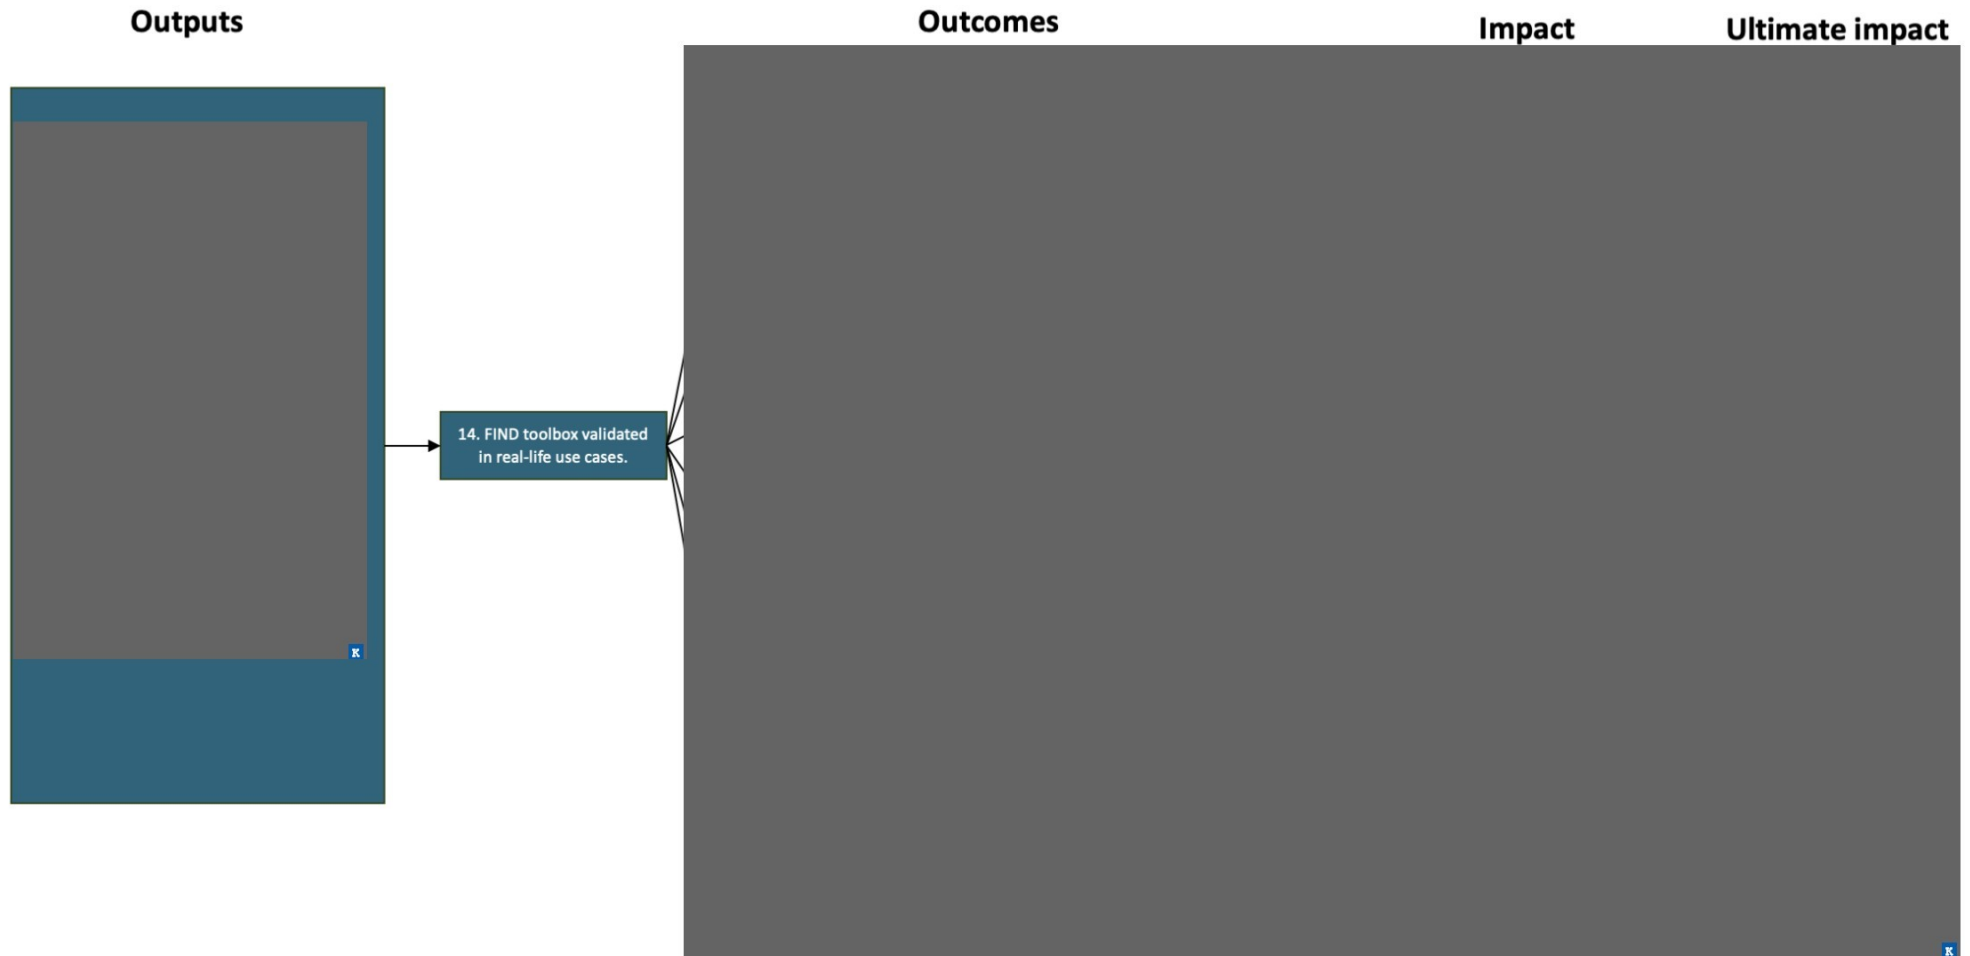 Outputs
Outcomes
Impact
Ultimate impact
14. FIND toolbox validated
in real-life use cases.
K
K